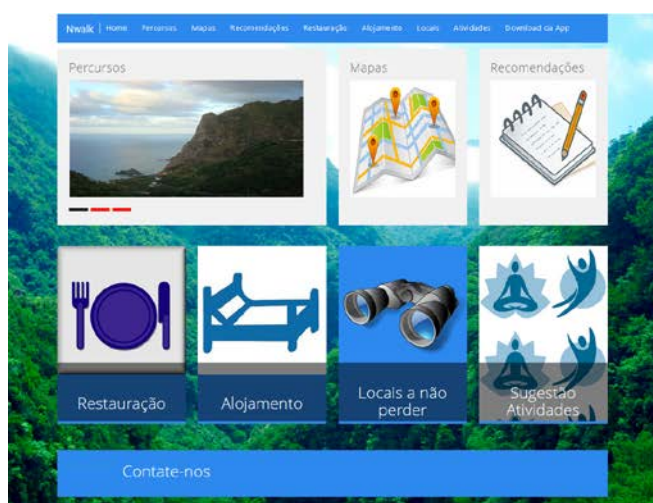 Nwalk | Home Percursos Mapas Recomendações Restauração Alojamento Locais Atividades Download da App
Percursos
Mapas
Recomendações
Restauração
Alojamento
Locais a não
perder
Sugestão
Atividades
Contate-nos